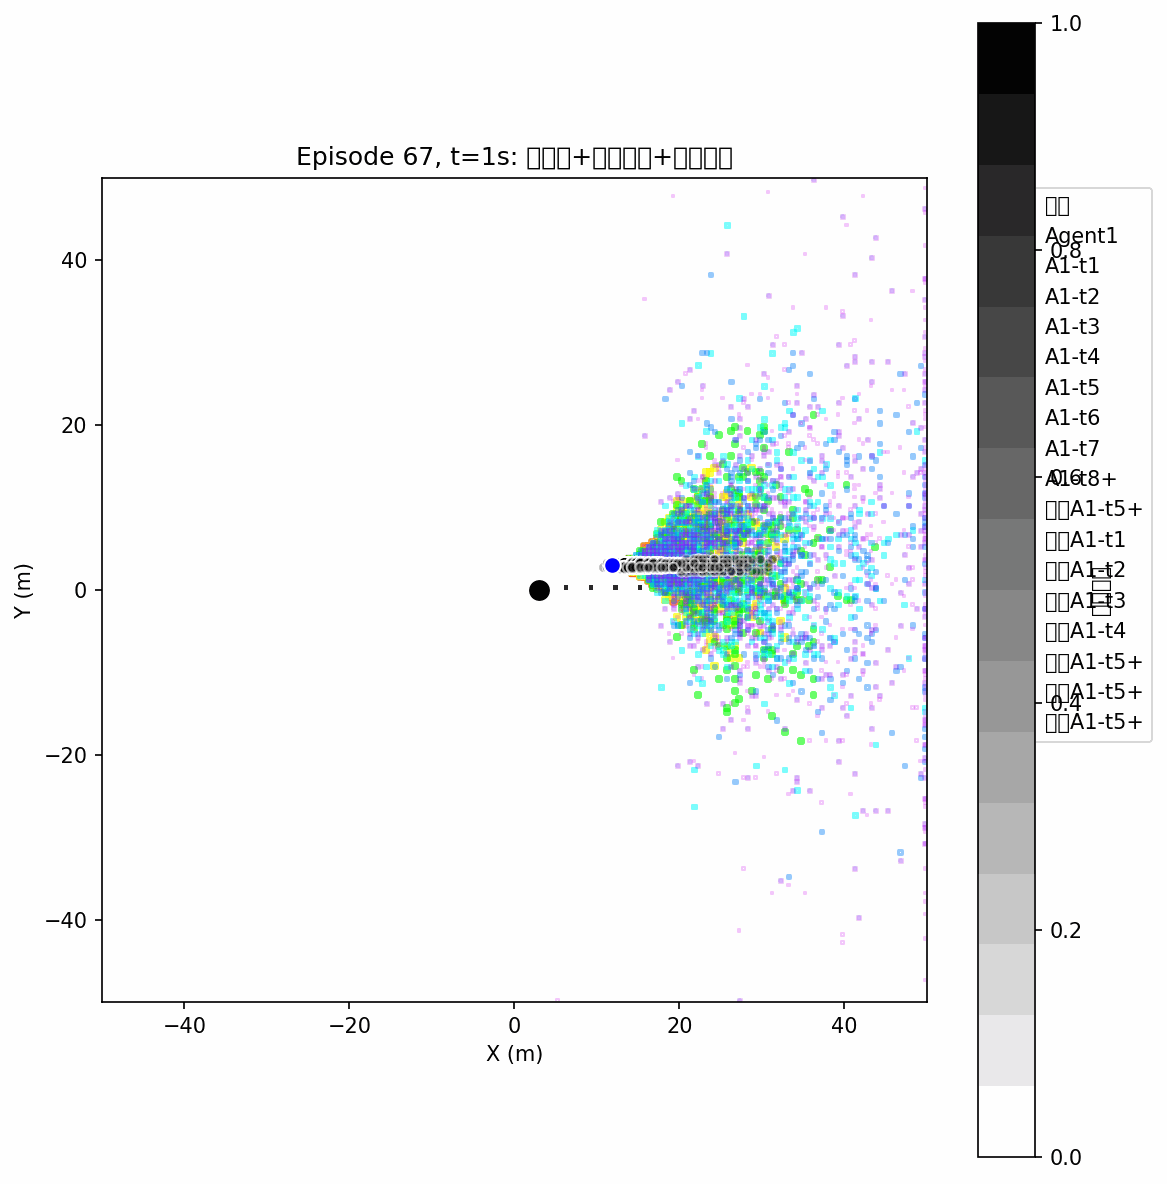 Episode 67, t=1s: □□□+□□□□+□□□□
40
20
0
−20
−40
Y (m)
−40
−20
0
20
40
X (m)
1.0
0.8
0.6
0.4
0.2
0.0
□□□
□□
Agent1
A1-t1
A1-t2
A1-t3
A1-t4
A1-t5
A1-t6
A1-t7
A1-t8+
□□A1-t5+
□□A1-t1
□□A1-t2
□□A1-t3
□□A1-t4
□□A1-t5+
□□A1-t5+
□□A1-t5+